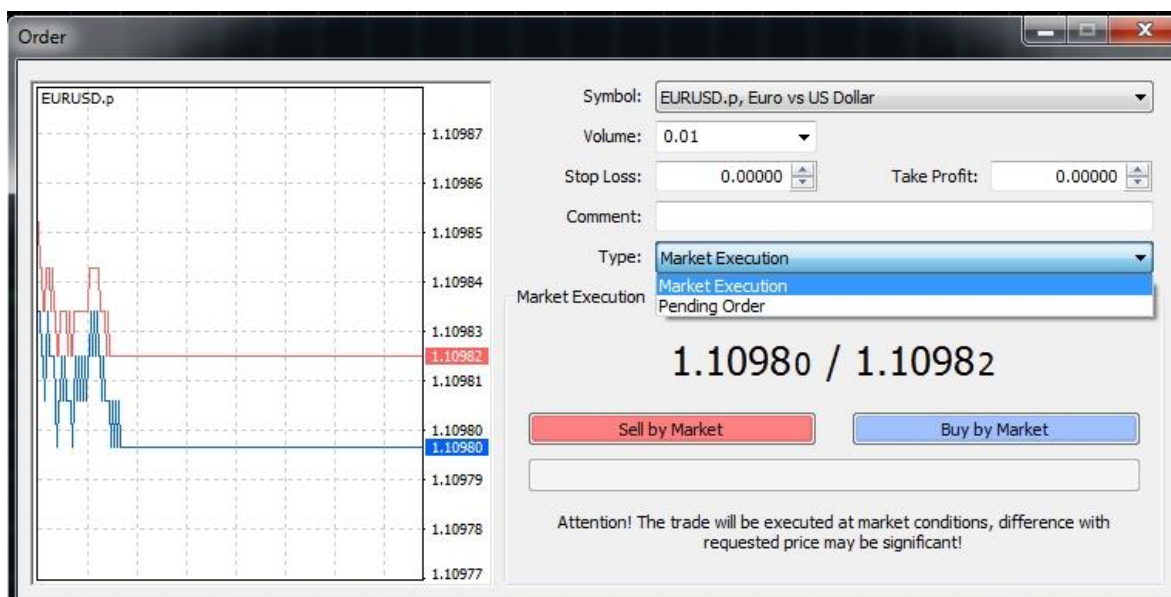 Order
EURUSD.p
1.10987
1.10986
1.10985
1.10984
1.10983
1.10982
1.10981
1.10980
1.10980
1.10979
1.10978
1.10977
Symbol: EURUSD.p, Euro vs US Dollar
Volume: 0.01
Stop Loss: 0.00000 Take Profit: 0.00000
Comment:
Type: Market Execution
Market Execution
Pending Order
Market Execution
1.10980 / 1.10982
Sell by Market Buy by Market
Attention! The trade will be executed at market conditions, difference with
requested price may be significant!